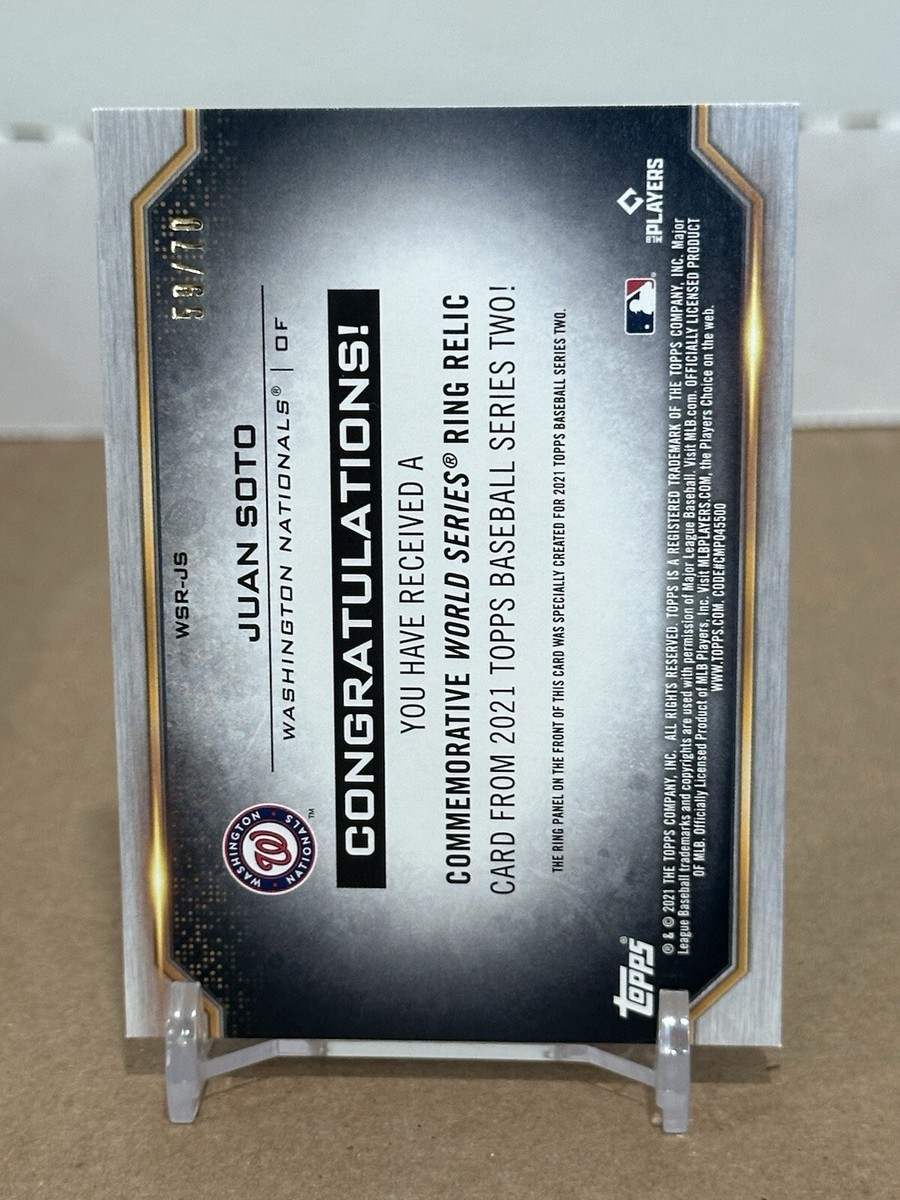 WSR-JS
59/70
JUAN SOTO
WASHINGTON NATIONALS® | OF
WASHINGTON NATIONALS W ™
CONGRATULATIONS!
YOU HAVE RECEIVED A
COMMEMORATIVE WORLD SERIES® RING RELIC
CARD FROM 2021 TOPPS BASEBALL SERIES TWO!
THE RING PANEL ON THE FRONT OF THIS CARD WAS SPECIALLY CREATED FOR 2021 TOPPS BASEBALL SERIES TWO.
topps®
MLB PLAYERS
® & © 2021 THE TOPPS COMPANY, INC. ALL RIGHTS RESERVED. TOPPS IS A REGISTERED TRADEMARK OF THE TOPPS COMPANY, INC. Major
League Baseball trademarks and copyrights are used with permission of Major League Baseball. Visit MLB.com. OFFICIALLY LICENSED PRODUCT
OF MLB. Officially Licensed Product of MLB Players, Inc. Visit MLBPLAYERS.COM, the Players Choice on the web.
WWW.TOPPS.COM. CODE#CMP045500